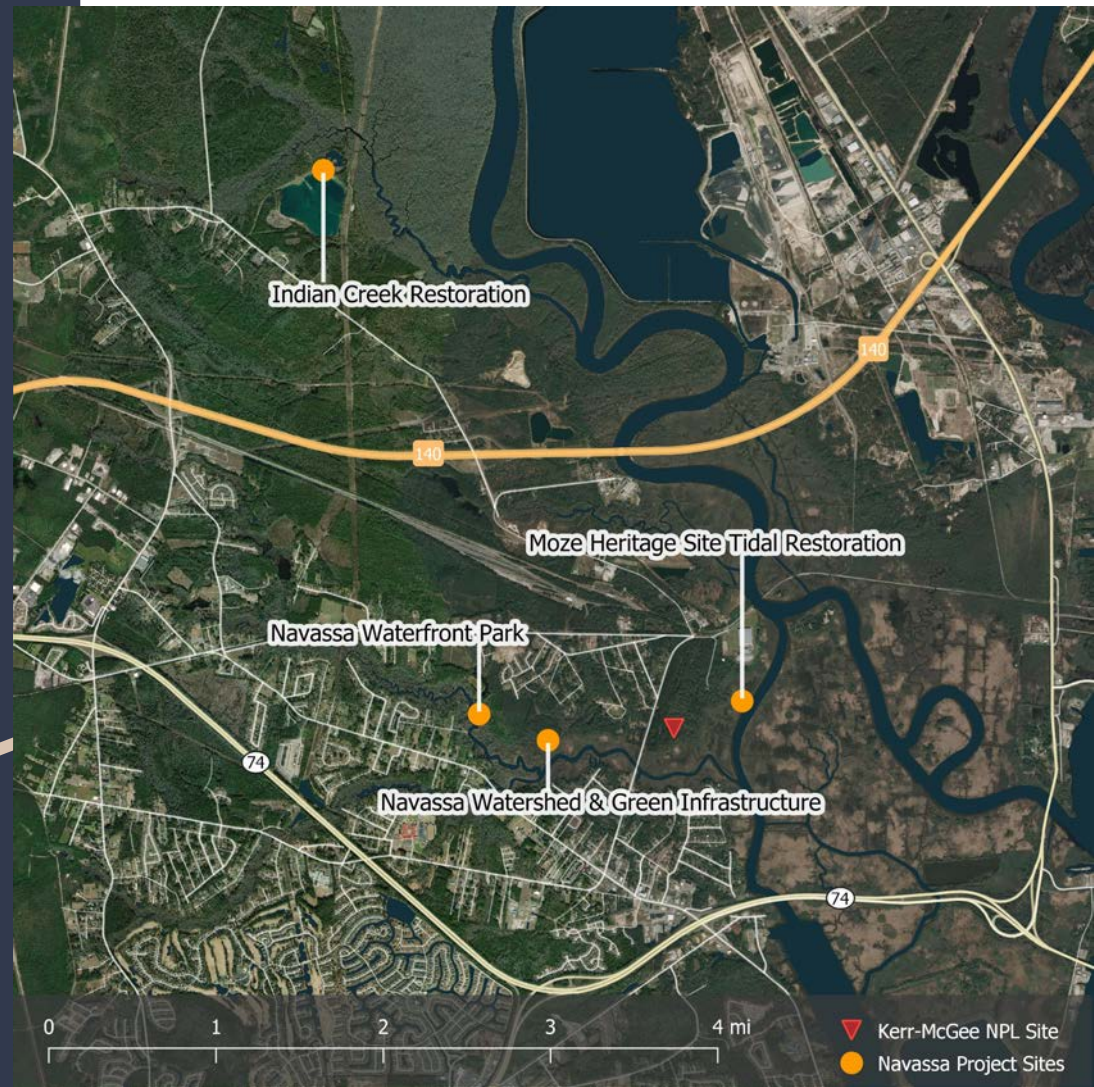 Indian Creek Restoration
140
140
Moze Heritage Site Tidal Restoration
Navassa Waterfront Park
74
Navassa Watershed & Green Infrastructure
74
0 1 2 3 4 mi
Kerr-McGee NPL Site
Navassa Project Sites